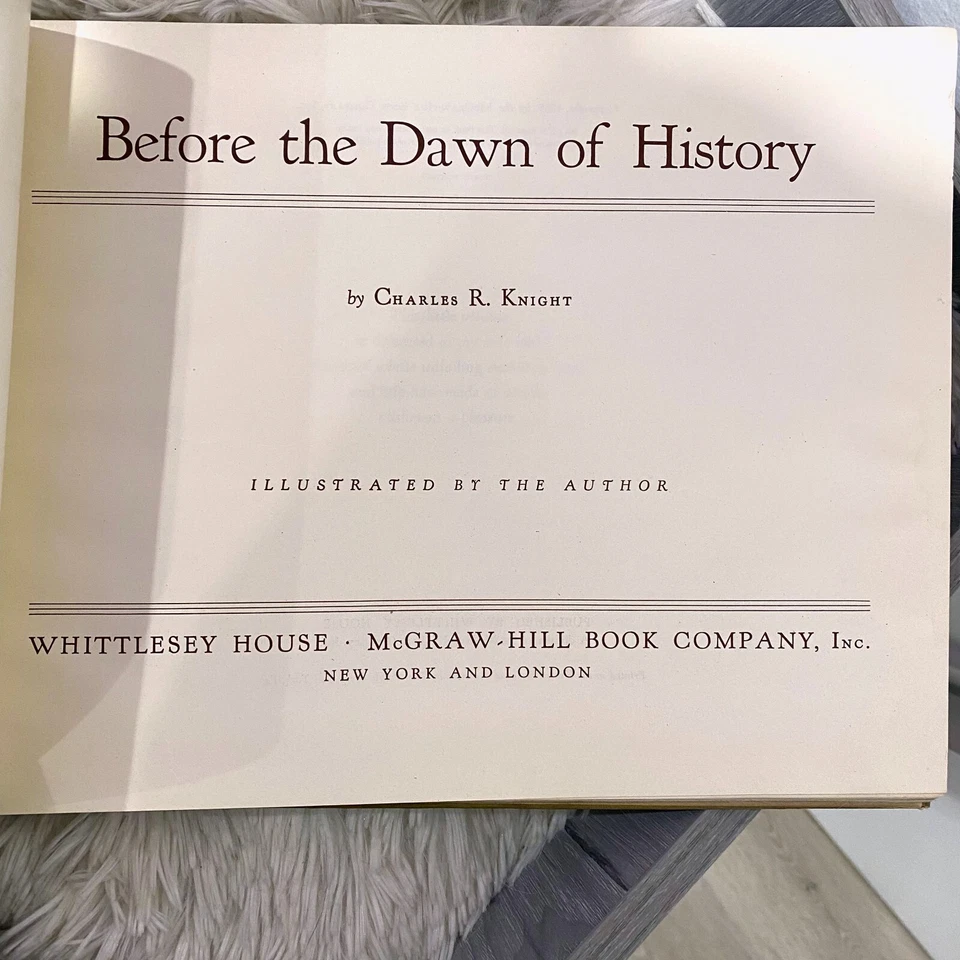 Before the Dawn of History
by Charles R. Knight
ILLUSTRATED BY THE AUTHOR
WHITTLESEY HOUSE · McGRAW-HILL BOOK COMPANY, Inc.
NEW YORK AND LONDON